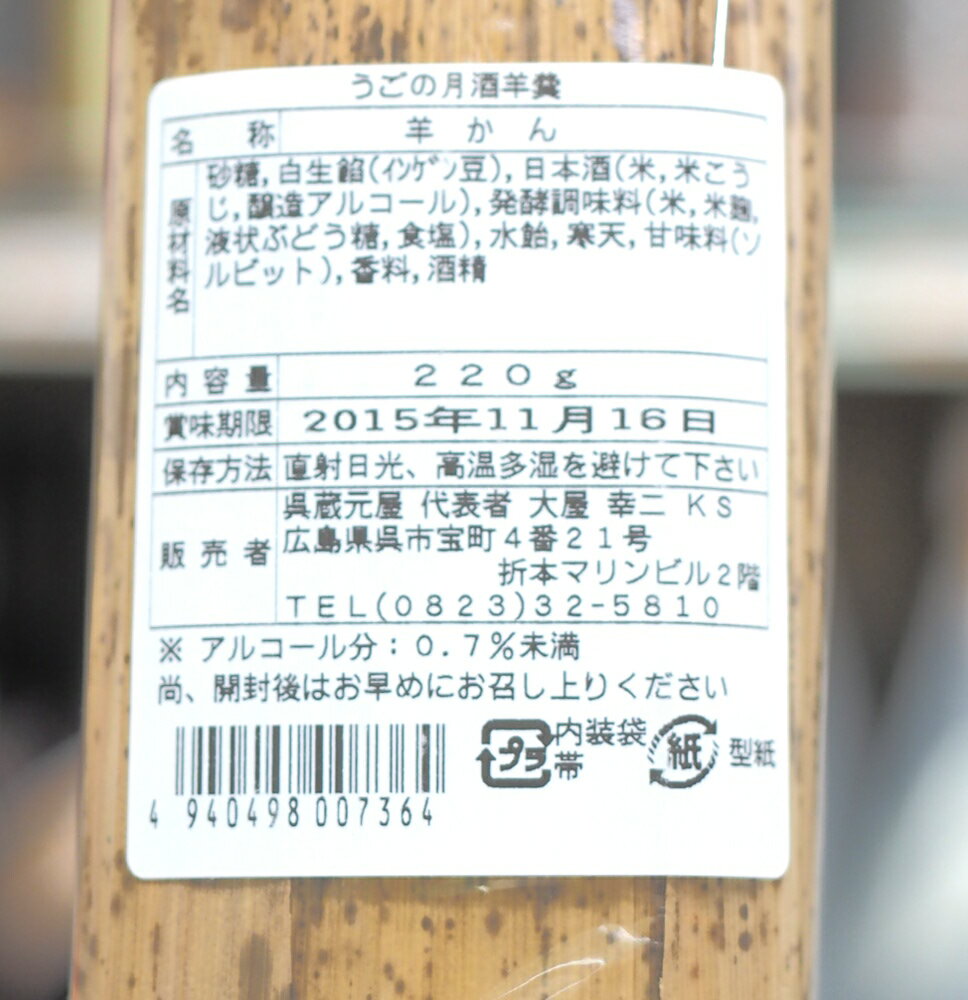 うごの月酒羊羹
名称 羊かん
原材料名
砂糖,白生餡(インゲン豆),日本酒(米,米こう
じ,醸造アルコール),発酵調味料(米,米麹,
液状ぶどう糖,食塩),水飴,寒天,甘味料(ソ
ルビット),香料,酒精
内容量 220g
賞味期限 2015年11月16日
保存方法 直射日光、高温多湿を避けて下さい
販売者
呉蔵元屋 代表者 大屋 幸二 KS
広島県呉市宝町4番21号
折本マリンビル2階
TEL(0823)32-5810
※ アルコール分:0.7%未満
尚、開封後はお早めにお召し上りください
プラ 内装袋 紙 型紙
帯
4 940498 007364